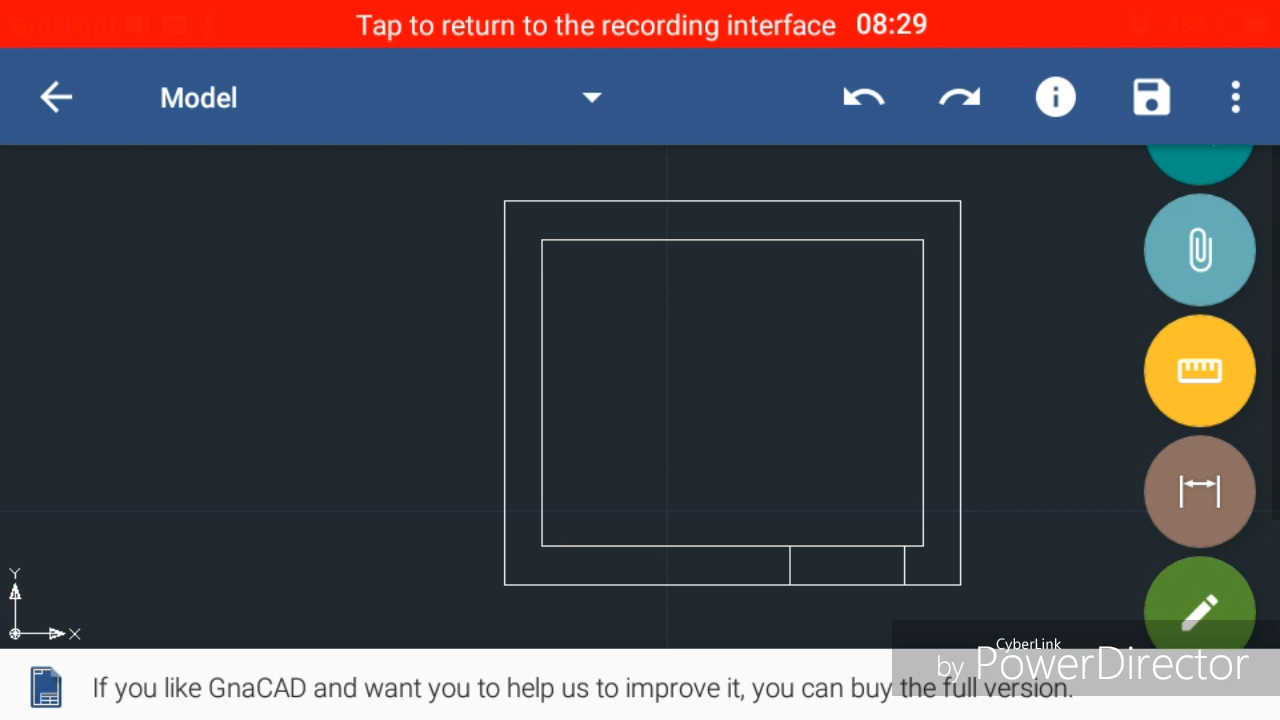 Tap to return to the recording interface 08:29
Model
Y
X
CyberLink
by PowerDirector
If you like GnaCAD and want you to help us to improve it, you can buy the full version.